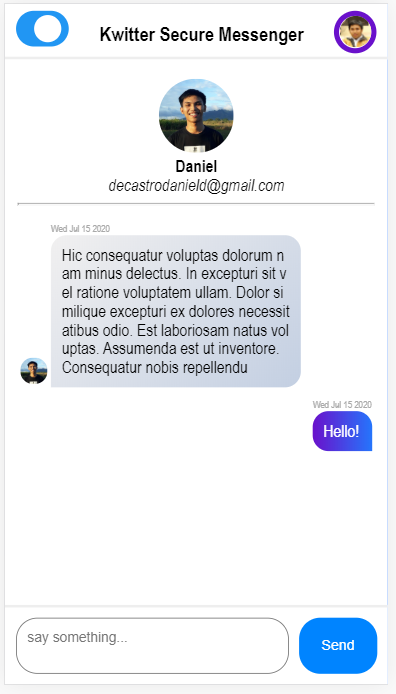 Kwitter Secure Messenger
Daniel
decastrodanield@gmail.com
Wed Jul 15 2020
Hic consequatur voluptas dolorum n
am minus delectus. In excepturi sit v
el ratione voluptatem ullam. Dolor si
milique excepturi ex dolores necessit
atibus odio. Est laboriosam natus vol
uptas. Assumenda est ut inventore.
Consequatur nobis repellendu
Wed Jul 15 2020
Hello!
say something...
Send